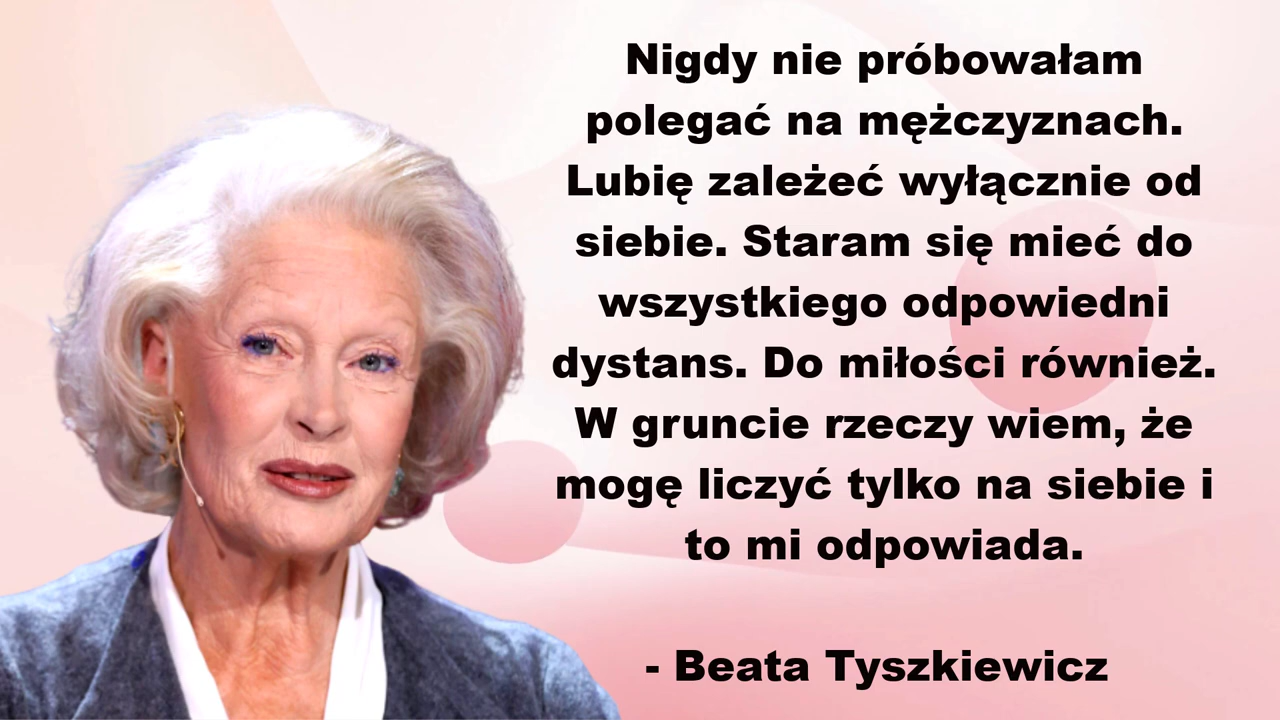 Nigdy nie próbowałam
polegać na mężczyznach.
Lubię zależeć wyłącznie od
siebie. Staram się mieć do
wszystkiego odpowiedni
dystans. Do miłości również.
W gruncie rzeczy wiem, że
mogę liczyć tylko na siebie i
to mi odpowiada.
- Beata Tyszkiewicz